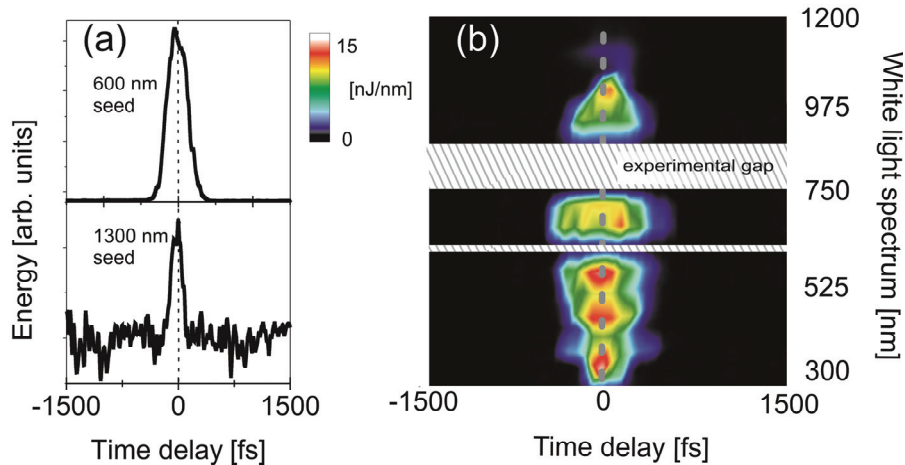 (a)
600 nm
seed
15
[nJ/nm]
0
1300 nm
seed
Energy [arb. units]
-1500
0
1500
Time delay [fs]
(b)
experimental gap
1200
975
750
525
300
White light spectrum [nm]
-1500
0
1500
Time delay [fs]